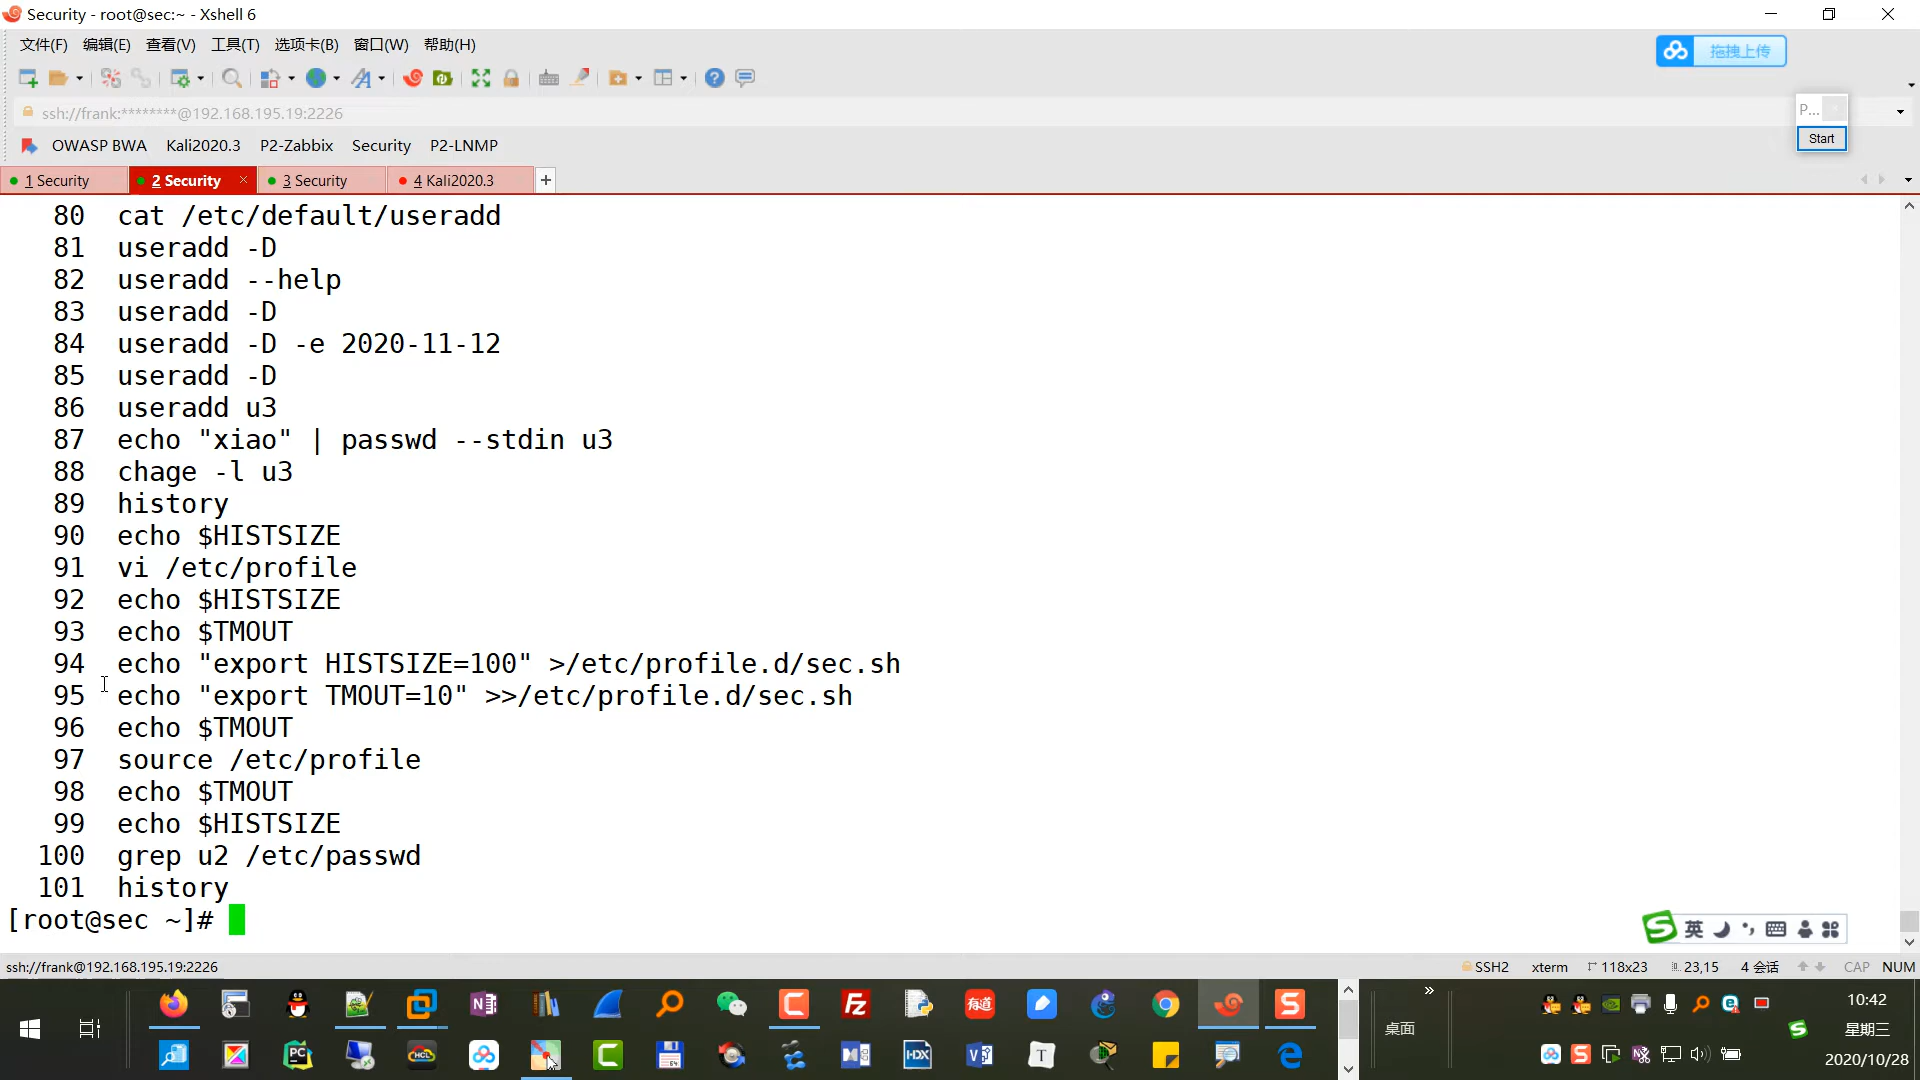 Security - root@sec:~ - Xshell 6
文件(F) 编辑(E) 查看(V) 工具(T) 选项卡(B) 窗口(W) 帮助(H)
拖拽上传
ssh://frank:********@192.168.195.19:2226
P...
Start
OWASP BWA Kali2020.3 P2-Zabbix Security P2-LNMP
1 Security 2 Security × 3 Security 4 Kali2020.3 +
80 cat /etc/default/useradd
81 useradd -D
82 useradd --help
83 useradd -D
84 useradd -D -e 2020-11-12
85 useradd -D
86 useradd u3
87 echo "xiao" | passwd --stdin u3
88 chage -l u3
89 history
90 echo $HISTSIZE
91 vi /etc/profile
92 echo $HISTSIZE
93 echo $TMOUT
94 echo "export HISTSIZE=100" >/etc/profile.d/sec.sh
95 echo "export TMOUT=10" >>/etc/profile.d/sec.sh
96 echo $TMOUT
97 source /etc/profile
98 echo $TMOUT
99 echo $HISTSIZE
100 grep u2 /etc/passwd
101 history
[root@sec ~]#
英
ssh://frank@192.168.195.19:2226 SSH2 xterm 118x23 23,15 4 会话 CAP NUM
桌面
10:42
星期三
2020/10/28